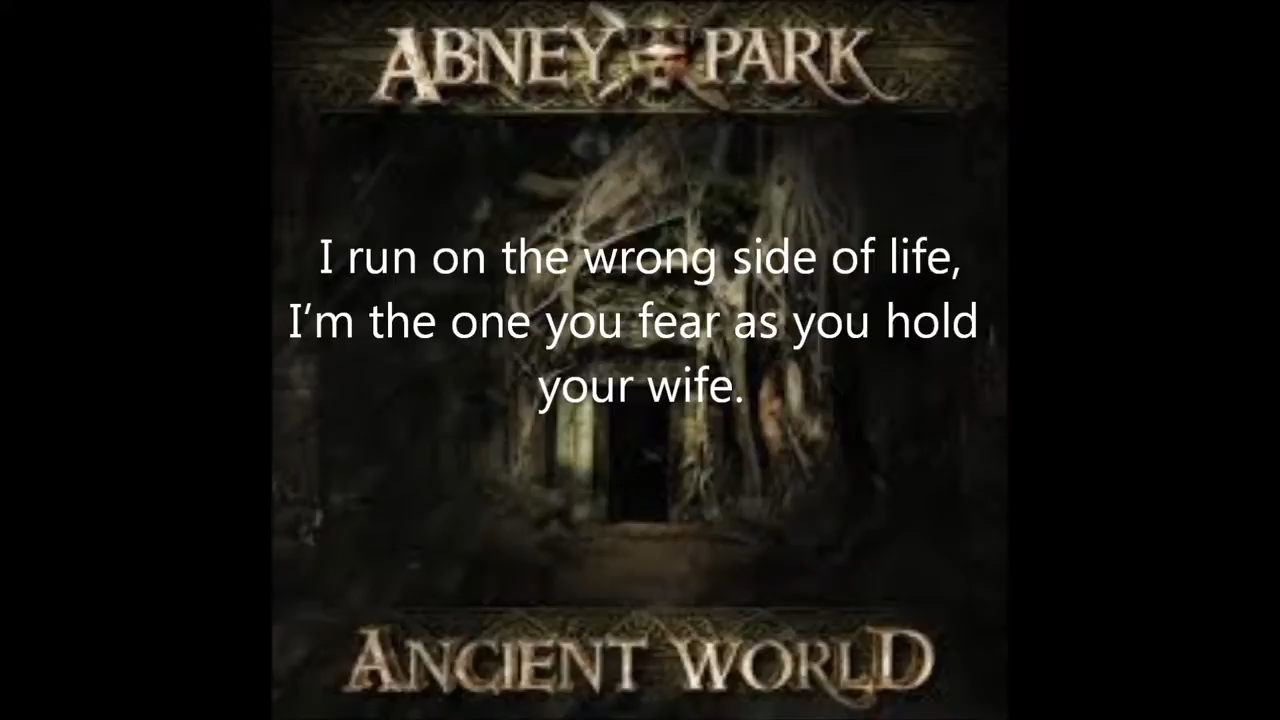 ABNEY PARK
I run on the wrong side of life,
I’m the one you fear as you hold
your wife.
ANCIENT WORLD